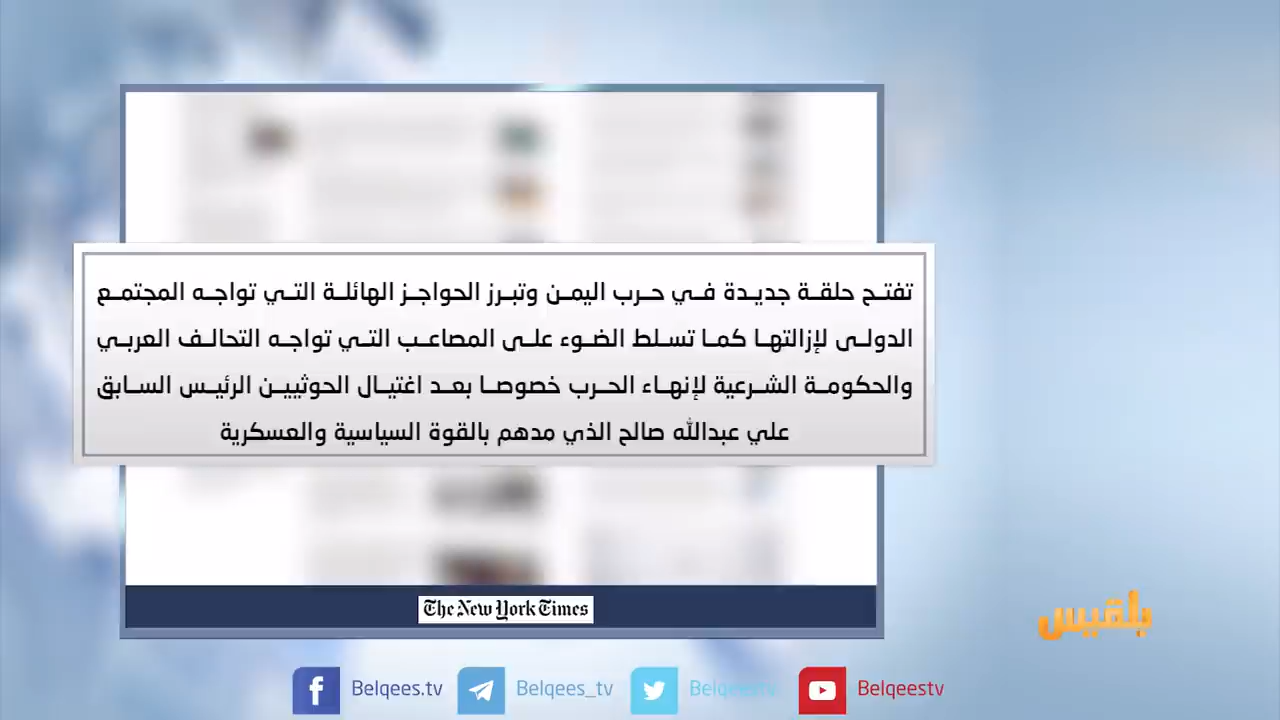 تفتح حلقة جديدة في حرب اليمن وتبرز الحواجز الهائلة التي تواجه المجتمع
الدولى لإزالتها كما تسلط الضوء على المصاعب التي تواجه التحالف العربي
والحكومة الشرعية لإنهاء الحرب خصوصا بعد اغتيال الحوثيين الرئيس السابق
علي عبدالله صالح الذي مدهم بالقوة السياسية والعسكرية
The New York Times
بلقيس
Belqees.tv Belqees_tv Belqeestv Belqeestv